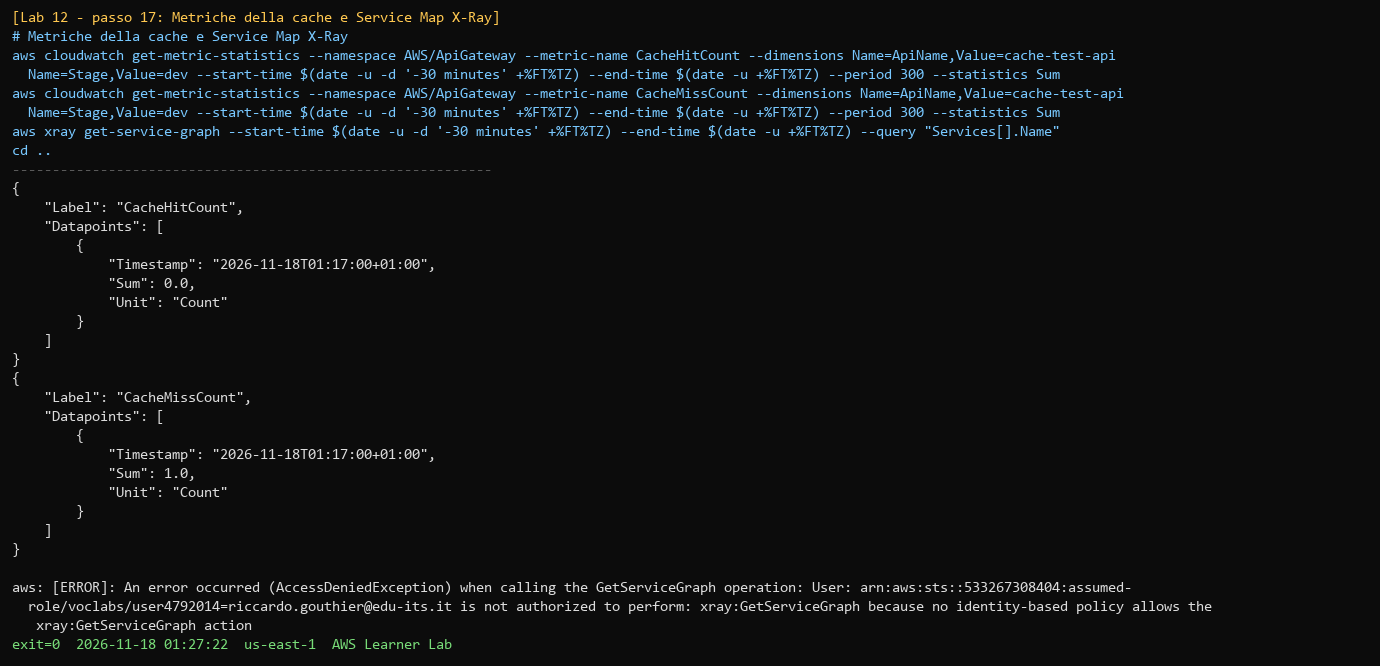 [Lab 12 - passo 17: Metriche della cache e Service Map X-Ray]
# Metriche della cache e Service Map X-Ray
aws cloudwatch get-metric-statistics --namespace AWS/ApiGateway --metric-name CacheHitCount --dimensions Name=ApiName,Value=cache-test-api
  Name=Stage,Value=dev --start-time $(date -u -d '-30 minutes' +%FT%TZ) --end-time $(date -u +%FT%TZ) --period 300 --statistics Sum
aws cloudwatch get-metric-statistics --namespace AWS/ApiGateway --metric-name CacheMissCount --dimensions Name=ApiName,Value=cache-test-api
  Name=Stage,Value=dev --start-time $(date -u -d '-30 minutes' +%FT%TZ) --end-time $(date -u +%FT%TZ) --period 300 --statistics Sum
aws xray get-service-graph --start-time $(date -u -d '-30 minutes' +%FT%TZ) --end-time $(date -u +%FT%TZ) --query "Services[].Name"
cd ..
------------------------------------------------------------
{
    "Label": "CacheHitCount",
    "Datapoints": [
        {
            "Timestamp": "2026-11-18T01:17:00+01:00",
            "Sum": 0.0,
            "Unit": "Count"
        }
    ]
}
{
    "Label": "CacheMissCount",
    "Datapoints": [
        {
            "Timestamp": "2026-11-18T01:17:00+01:00",
            "Sum": 1.0,
            "Unit": "Count"
        }
    ]
}

aws: [ERROR]: An error occurred (AccessDeniedException) when calling the GetServiceGraph operation: User: arn:aws:sts::533267308404:assumed-
  role/voclabs/user4792014=riccardo.gouthier@edu-its.it is not authorized to perform: xray:GetServiceGraph because no identity-based policy allows the
   xray:GetServiceGraph action
exit=0  2026-11-18 01:27:22  us-east-1  AWS Learner Lab